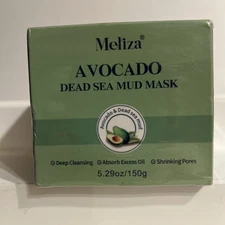 Meliza®
AVOCADO
DEAD SEA MUD MASK
Avocado & Dead sea mud
Deep Cleansing Absorb Excess Oil Shrinking Pores
5.29oz/150g